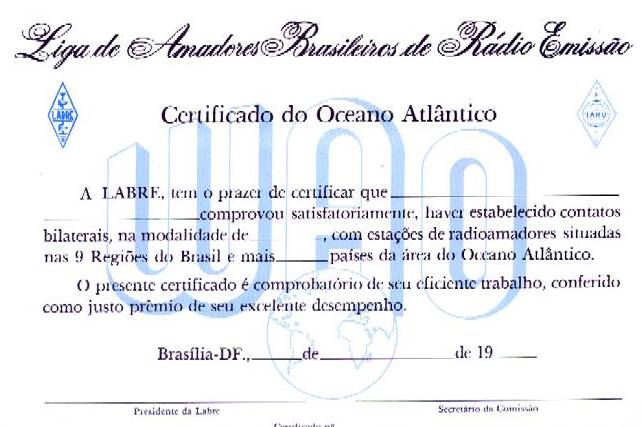 Liga de Amadores Brasileiros de Rádio Emissão
LABRE
IARU
Certificado do Oceano Atlântico
WAO
A LABRE, tem o prazer de certificar que
comprovou satisfatoriamente, haver estabelecido contatos
bilaterais, na modalidade de , com estações de radioamadores situadas
nas 9 Regiões do Brasil e mais países da área do Oceano Atlântico.
O presente certificado é comprobatório de seu eficiente trabalho, conferido
como justo prêmio de seu excelente desempenho.
Brasília-DF., de de 19
Presidente da Labre
Secretário da Comissão
Certificado nº